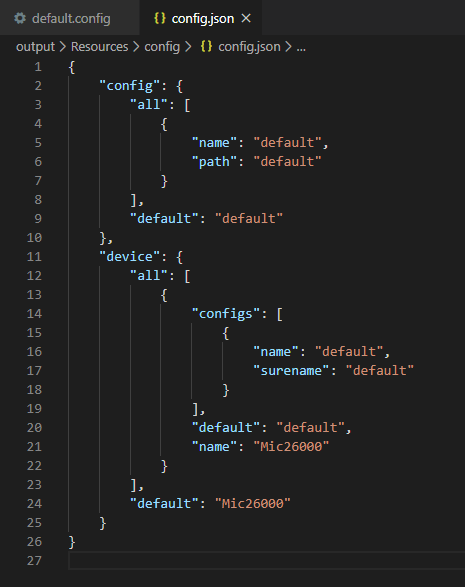 default.config
{} config.json ×
output > Resources > config > {} config.json > ...
1 {
2     "config": {
3         "all": [
4             {
5                 "name": "default",
6                 "path": "default"
7             }
8         ],
9         "default": "default"
10     },
11     "device": {
12         "all": [
13             {
14                 "configs": [
15                     {
16                         "name": "default",
17                         "surename": "default"
18                     }
19                 ],
20                 "default": "default",
21                 "name": "Mic26000"
22             }
23         ],
24         "default": "Mic26000"
25     }
26 }
27